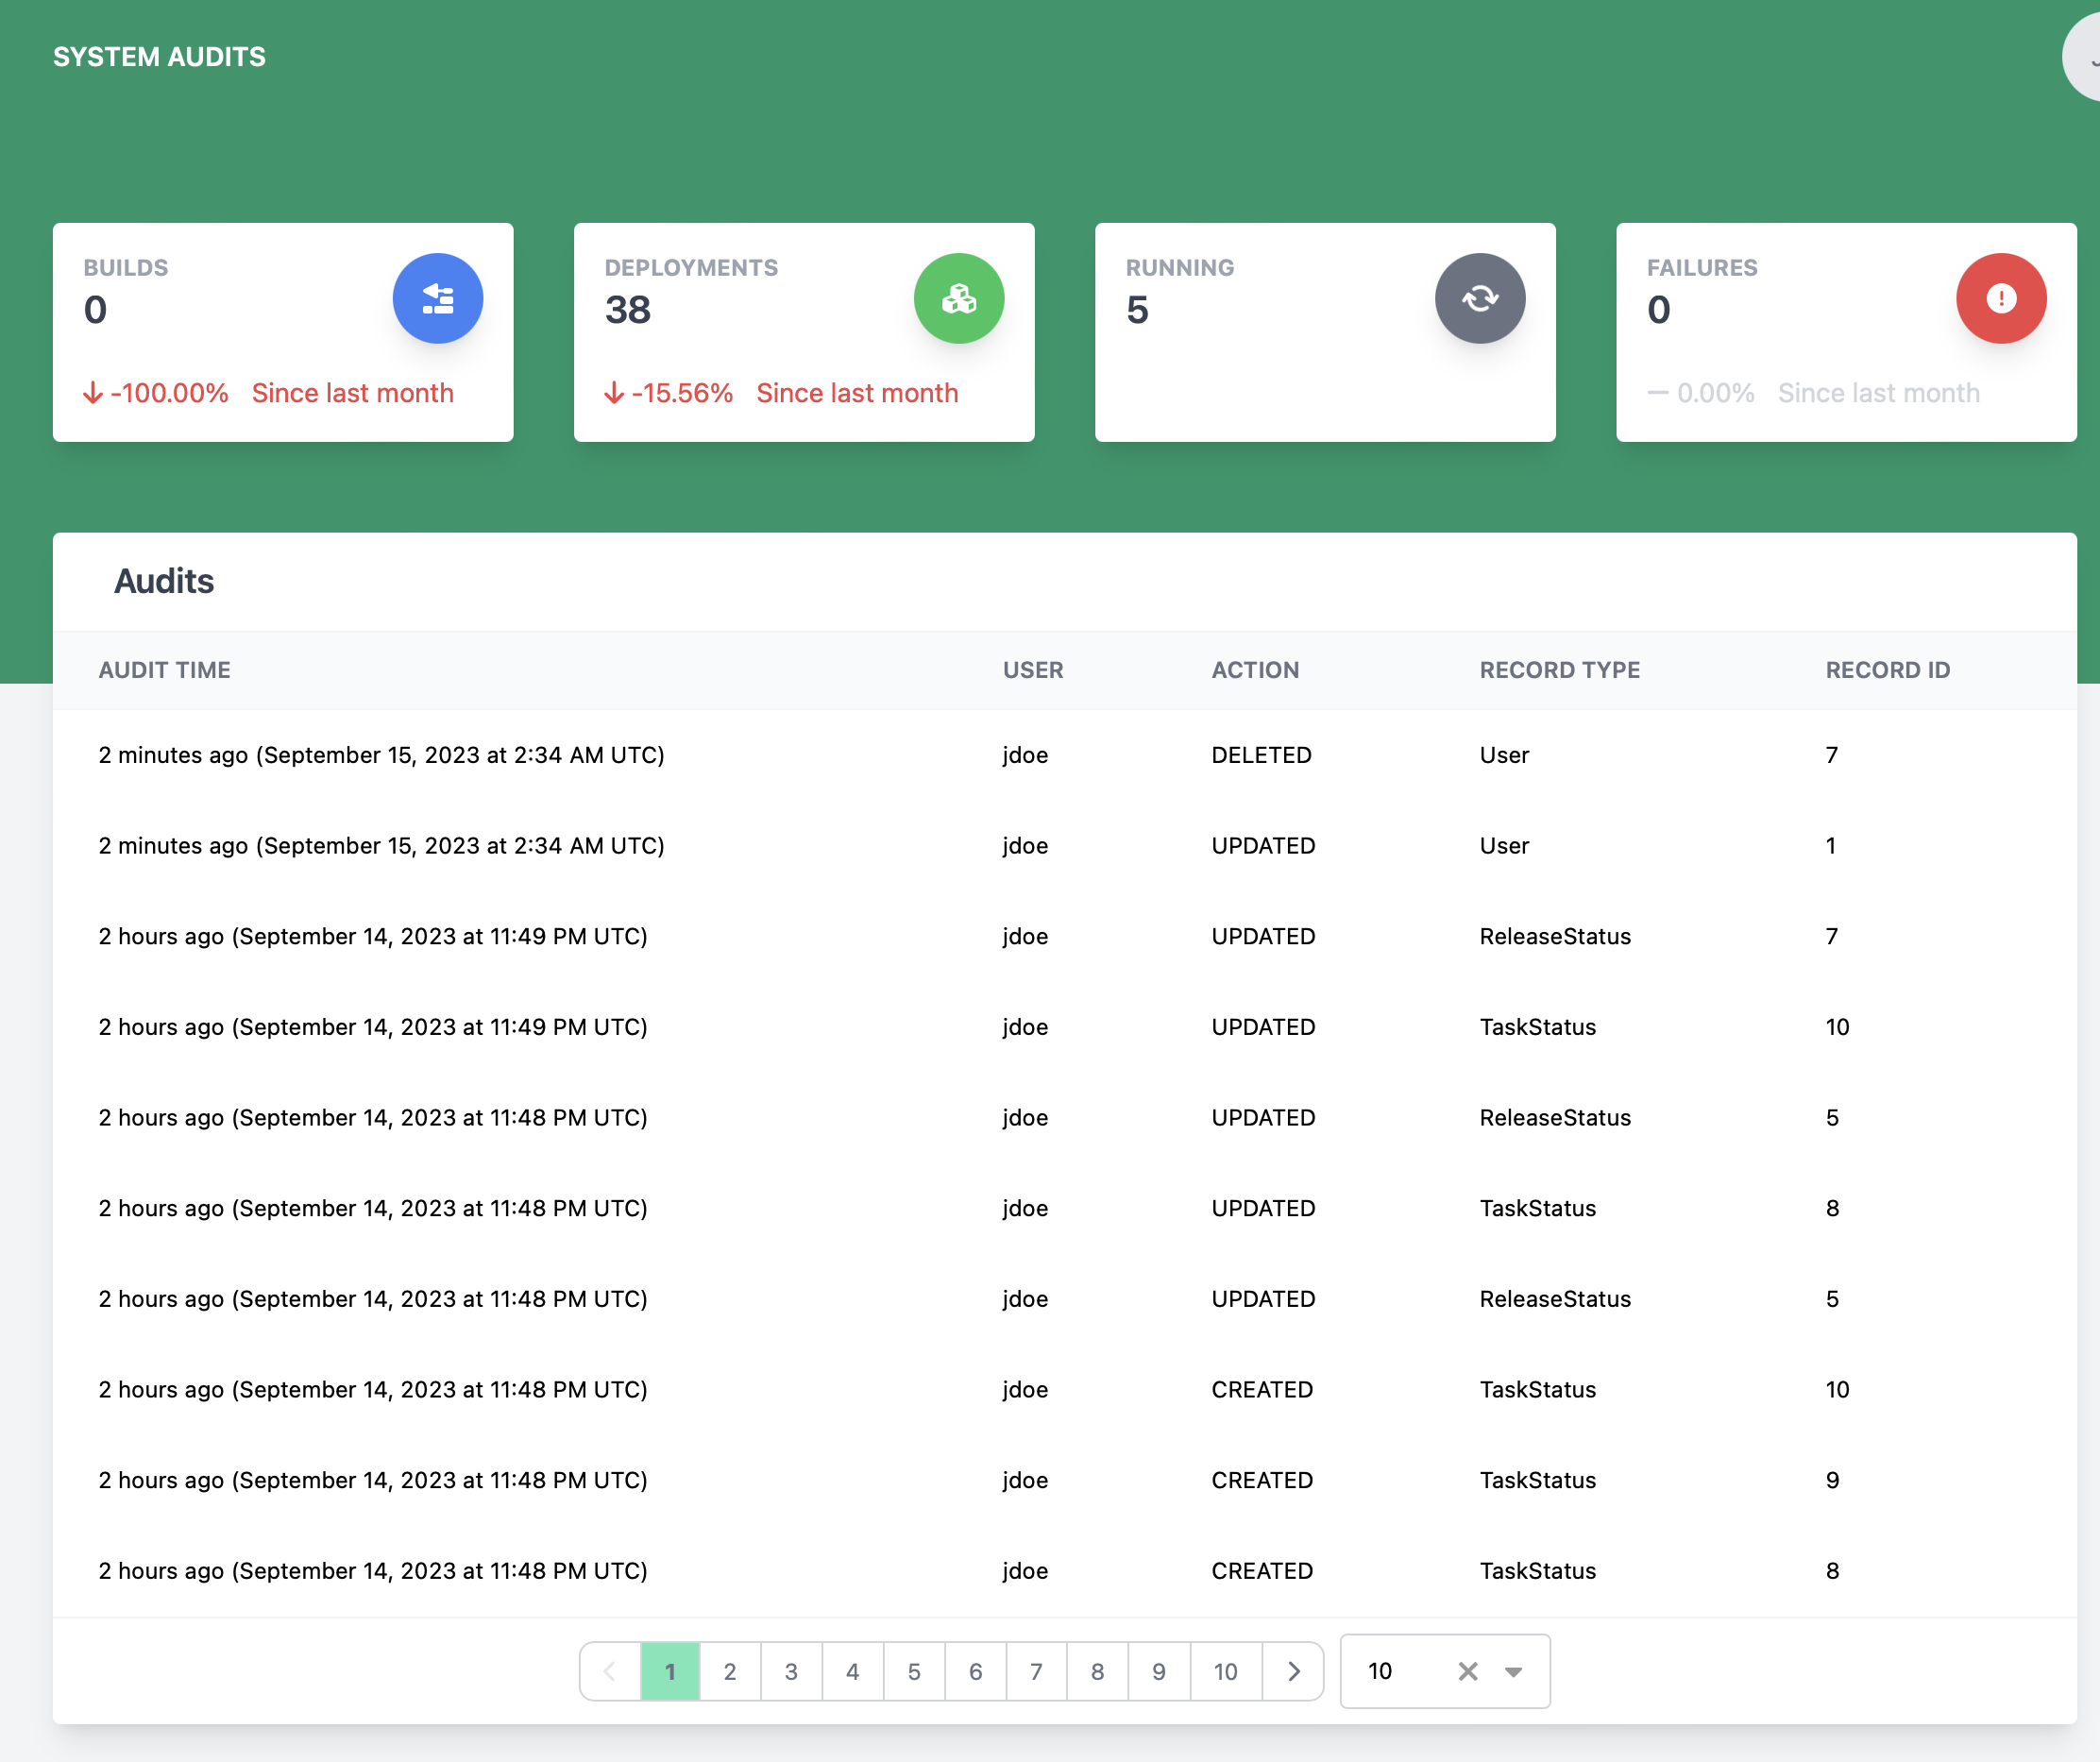 SYSTEM AUDITS
BUILDS
0
-100.00% Since last month
DEPLOYMENTS
38
-15.56% Since last month
RUNNING
5
FAILURES
0
0.00% Since last month
Audits
AUDIT TIME USER ACTION RECORD TYPE RECORD ID
2 minutes ago (September 15, 2023 at 2:34 AM UTC) jdoe DELETED User 7
2 minutes ago (September 15, 2023 at 2:34 AM UTC) jdoe UPDATED User 1
2 hours ago (September 14, 2023 at 11:49 PM UTC) jdoe UPDATED ReleaseStatus 7
2 hours ago (September 14, 2023 at 11:49 PM UTC) jdoe UPDATED TaskStatus 10
2 hours ago (September 14, 2023 at 11:48 PM UTC) jdoe UPDATED ReleaseStatus 5
2 hours ago (September 14, 2023 at 11:48 PM UTC) jdoe UPDATED TaskStatus 8
2 hours ago (September 14, 2023 at 11:48 PM UTC) jdoe UPDATED ReleaseStatus 5
2 hours ago (September 14, 2023 at 11:48 PM UTC) jdoe CREATED TaskStatus 10
2 hours ago (September 14, 2023 at 11:48 PM UTC) jdoe CREATED TaskStatus 9
2 hours ago (September 14, 2023 at 11:48 PM UTC) jdoe CREATED TaskStatus 8
1 2 3 4 5 6 7 8 9 10 10